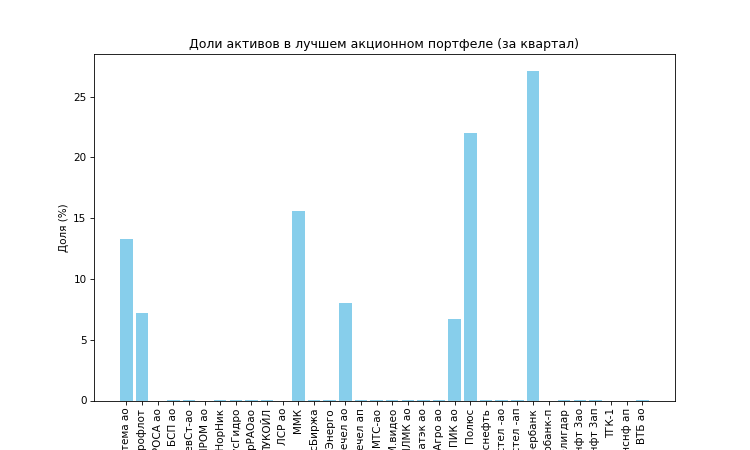 Доли активов в лучшем акционном портфеле (за квартал)
Доля (%)
25
20
15
10
5
0
тема ао
рофлот
РОСА ао
БСП ао
евСт-ао
ПРОМ ао
НорНик
сГидро
рРАОао
ЛУКОЙЛ
ЛСР ао
ММК
сБиржа
Энерго
ечел ао
ечел ап
МТС-ао
М.видео
ЛМК ао
атэк ао
Агро ао
ПИК ао
Полюс
снефть
стел -ао
стел -ап
ербанк
рбанк-п
лигдар
нфт 3ао
нфт 3ап
ТГК-1
нснф ап
ВТБ ао